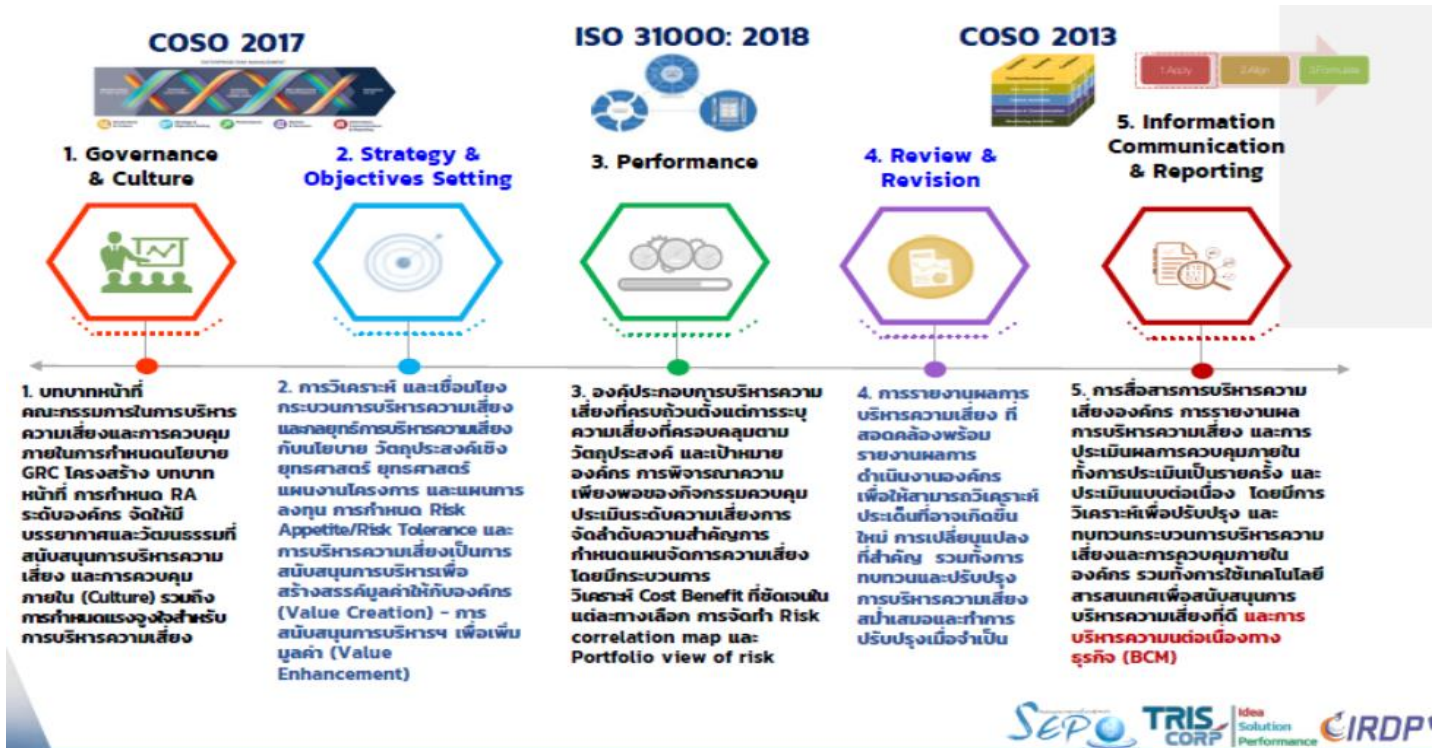 COSO 2017
ISO 31000: 2018
COSO 2013
ENTERPRISE RISK MANAGEMENT
1.Apply
2.Align
3.Formulate
1. Governance
& Culture
2. Strategy &
Objectives Setting
3. Performance
4. Review &
Revision
5. Information
Communication
& Reporting
1. บทบาทหน้าที่
คณะกรรมการในการบริหาร
ความเสี่ยงและการควบคุม
ภายในการกำหนดนโยบาย
GRC โครงสร้าง บทบาท
หน้าที่ การกำหนด RA
ระดับองค์กร จัดให้มี
บรรยากาศและวัฒนธรรมที่
สนับสนุนการบริหารความ
เสี่ยง และการควบคุม
ภายใน (Culture) รวมถึง
การกำหนดแรงจูงใจสำหรับ
การบริหารความเสี่ยง
2. การวิเคราะห์ และเชื่อมโยง
กระบวนการบริหารความเสี่ยง
และกลยุทธ์การบริหารความเสี่ยง
กับนโยบาย วัตถุประสงค์เชิง
ยุทธศาสตร์ ยุทธศาสตร์
แผนงานโครงการ และแผนการ
ลงทุน การกำหนด Risk
Appetite/Risk Tolerance และ
การบริหารความเสี่ยงเป็นการ
สนับสนุนการบริหารเพื่อ
สร้างสรรค์มูลค่าให้กับองค์กร
(Value Creation) - การ
สนับสนุนการบริหารฯ เพื่อเพิ่ม
มูลค่า (Value
Enhancement)
3. องค์ประกอบการบริหารความ
เสี่ยงที่ครบถ้วนตั้งแต่การระบุ
ความเสี่ยงที่ครอบคลุมตาม
วัตถุประสงค์ และเป้าหมาย
องค์กร การพิจารณาความ
เพียงพอของกิจกรรมควบคุม
ประเมินระดับความเสี่ยงการ
จัดลำดับความสำคัญการ
กำหนดแผนจัดการความเสี่ยง
โดยมีกระบวนการ
วิเคราะห์ Cost Benefit ที่ชัดเจนใน
แต่ละทางเลือก การจัดทำ Risk
correlation map และ
Portfolio view of risk
4. การรายงานผลการ
บริหารความเสี่ยง ที่
สอดคล้องพร้อม
รายงานผลการ
ดำเนินงานองค์กร
เพื่อให้สามารถวิเคราะห์
ประเด็นที่อาจเกิดขึ้น
ใหม่ การเปลี่ยนแปลง
ที่สำคัญ รวมทั้งการ
ทบทวนและปรับปรุง
การบริหารความเสี่ยง
สม่ำเสมอและทำการ
ปรับปรุงเมื่อจำเป็น
5. การสื่อสารการบริหารความ
เสี่ยงองค์กร การรายงานผล
การบริหารความเสี่ยง และการ
ประเมินผลการควบคุมภายใน
ทั้งการประเมินเป็นรายครั้ง และ
ประเมินแบบต่อเนื่อง โดยมีการ
วิเคราะห์เพื่อปรับปรุง และ
ทบทวนกระบวนการบริหารความ
เสี่ยงและการควบคุมภายใน
องค์กร รวมทั้งการใช้เทคโนโลยี
สารสนเทศเพื่อสนับสนุนการ
บริหารความเสี่ยงที่ดี และการ
บริหารความนต่อเนื่องทาง
ธุรกิจ (BCM)
SEPO
TRIS
CORP
Idea
Solution
Performance
IRDP